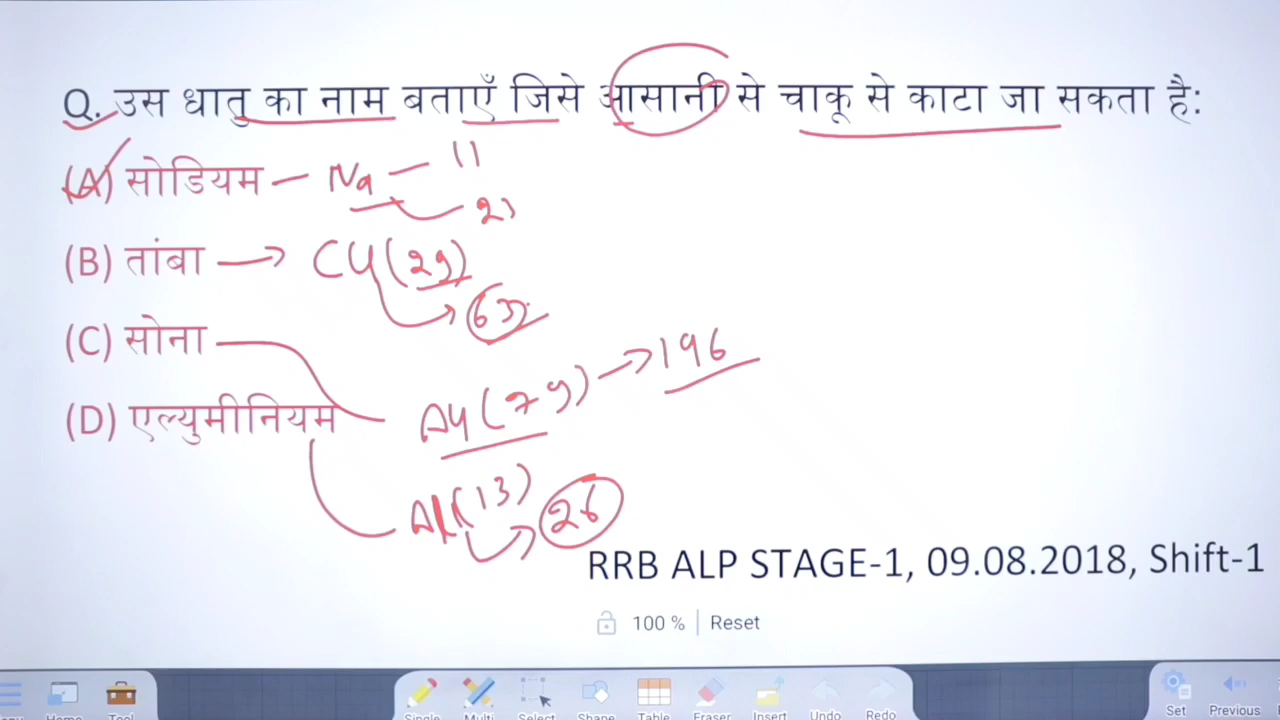 Q. उस धातु का नाम बताएँ जिसे आसानी से चाकू से काटा जा सकता है:
(A) सोडियम – Na – 11
23
(B) तांबा → Cu (29)
→ 63
(C) सोना
Au (79) → 196
(D) एल्युमीनियम
Al (13)
→ 26
RRB ALP STAGE-1, 09.08.2018, Shift-1
100 % | Reset
Home Tool Single Multi Select Shape Table Eraser Insert Undo Redo Set Previous